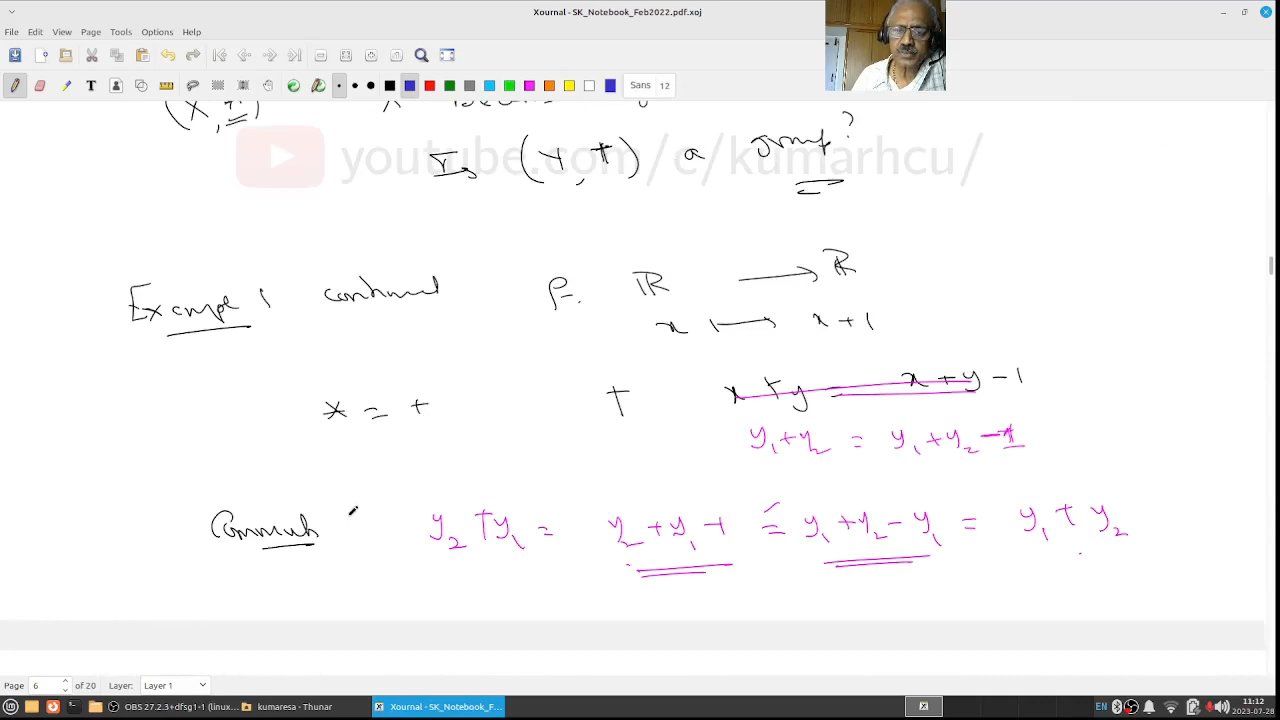 Xournal - SK_Notebook_Feb2022.pdf.xoj
File Edit View Page Tools Options Help
Sans 12
youtube.com/c/kumarhcu/
Is (Y, †) a group?
Example 1 continued f: ℝ ⟶ ℝ
x ⟼ x+1
* = + † x † y = x + y - 1
y₁ + y₂ = y₁ + y₂ - 1
y₂ † y₁ = y₂ + y₁ - 1 = y₁ + y₂ - y₁ = y₁ † y₂
Page 6 of 20 Layer: Layer 1
OBS 27.2.3+dfsg1-1 (linux... kumaresa - Thunar Xournal - SK_Notebook_F... EN 11:12
2023-07-28